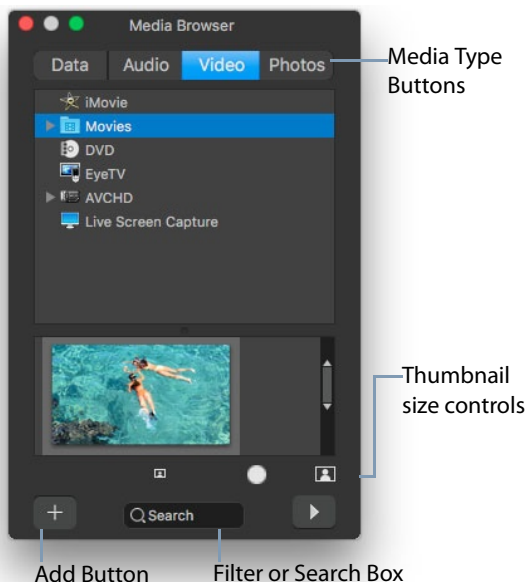 Media Browser
Data Audio Video Photos
Media Type
Buttons
iMovie
Movies
DVD
EyeTV
AVCHD
Live Screen Capture
Thumbnail
size controls
Search
Add Button
Filter or Search Box